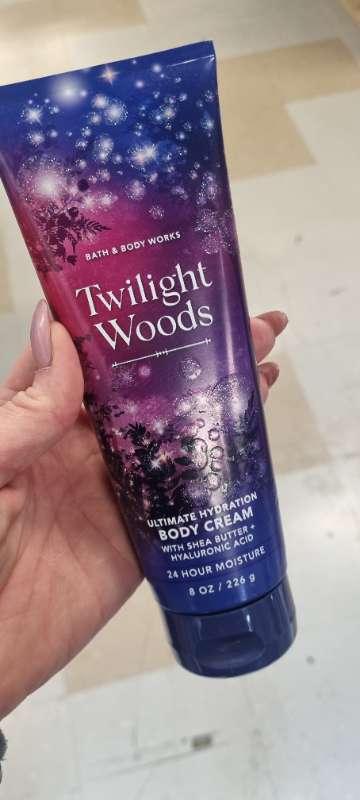 BATH & BODY WORKS
Twilight
Woods
ULTIMATE HYDRATION
BODY CREAM
WITH SHEA BUTTER +
HYALURONIC ACID
24 HOUR MOISTURE
8 OZ / 226 g